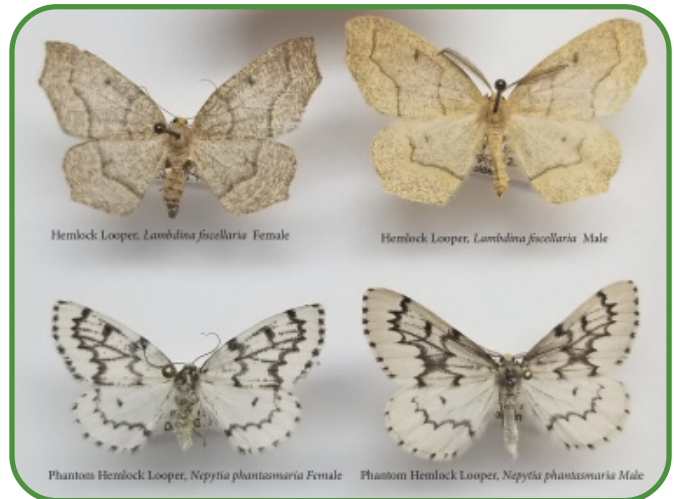 Hemlock Looper, Lambdina fiscellaria Female
Hemlock Looper, Lambdina fiscellaria Male
Phantom Hemlock Looper, Nepytia phantasmaria Female
Phantom Hemlock Looper, Nepytia phantasmaria Male